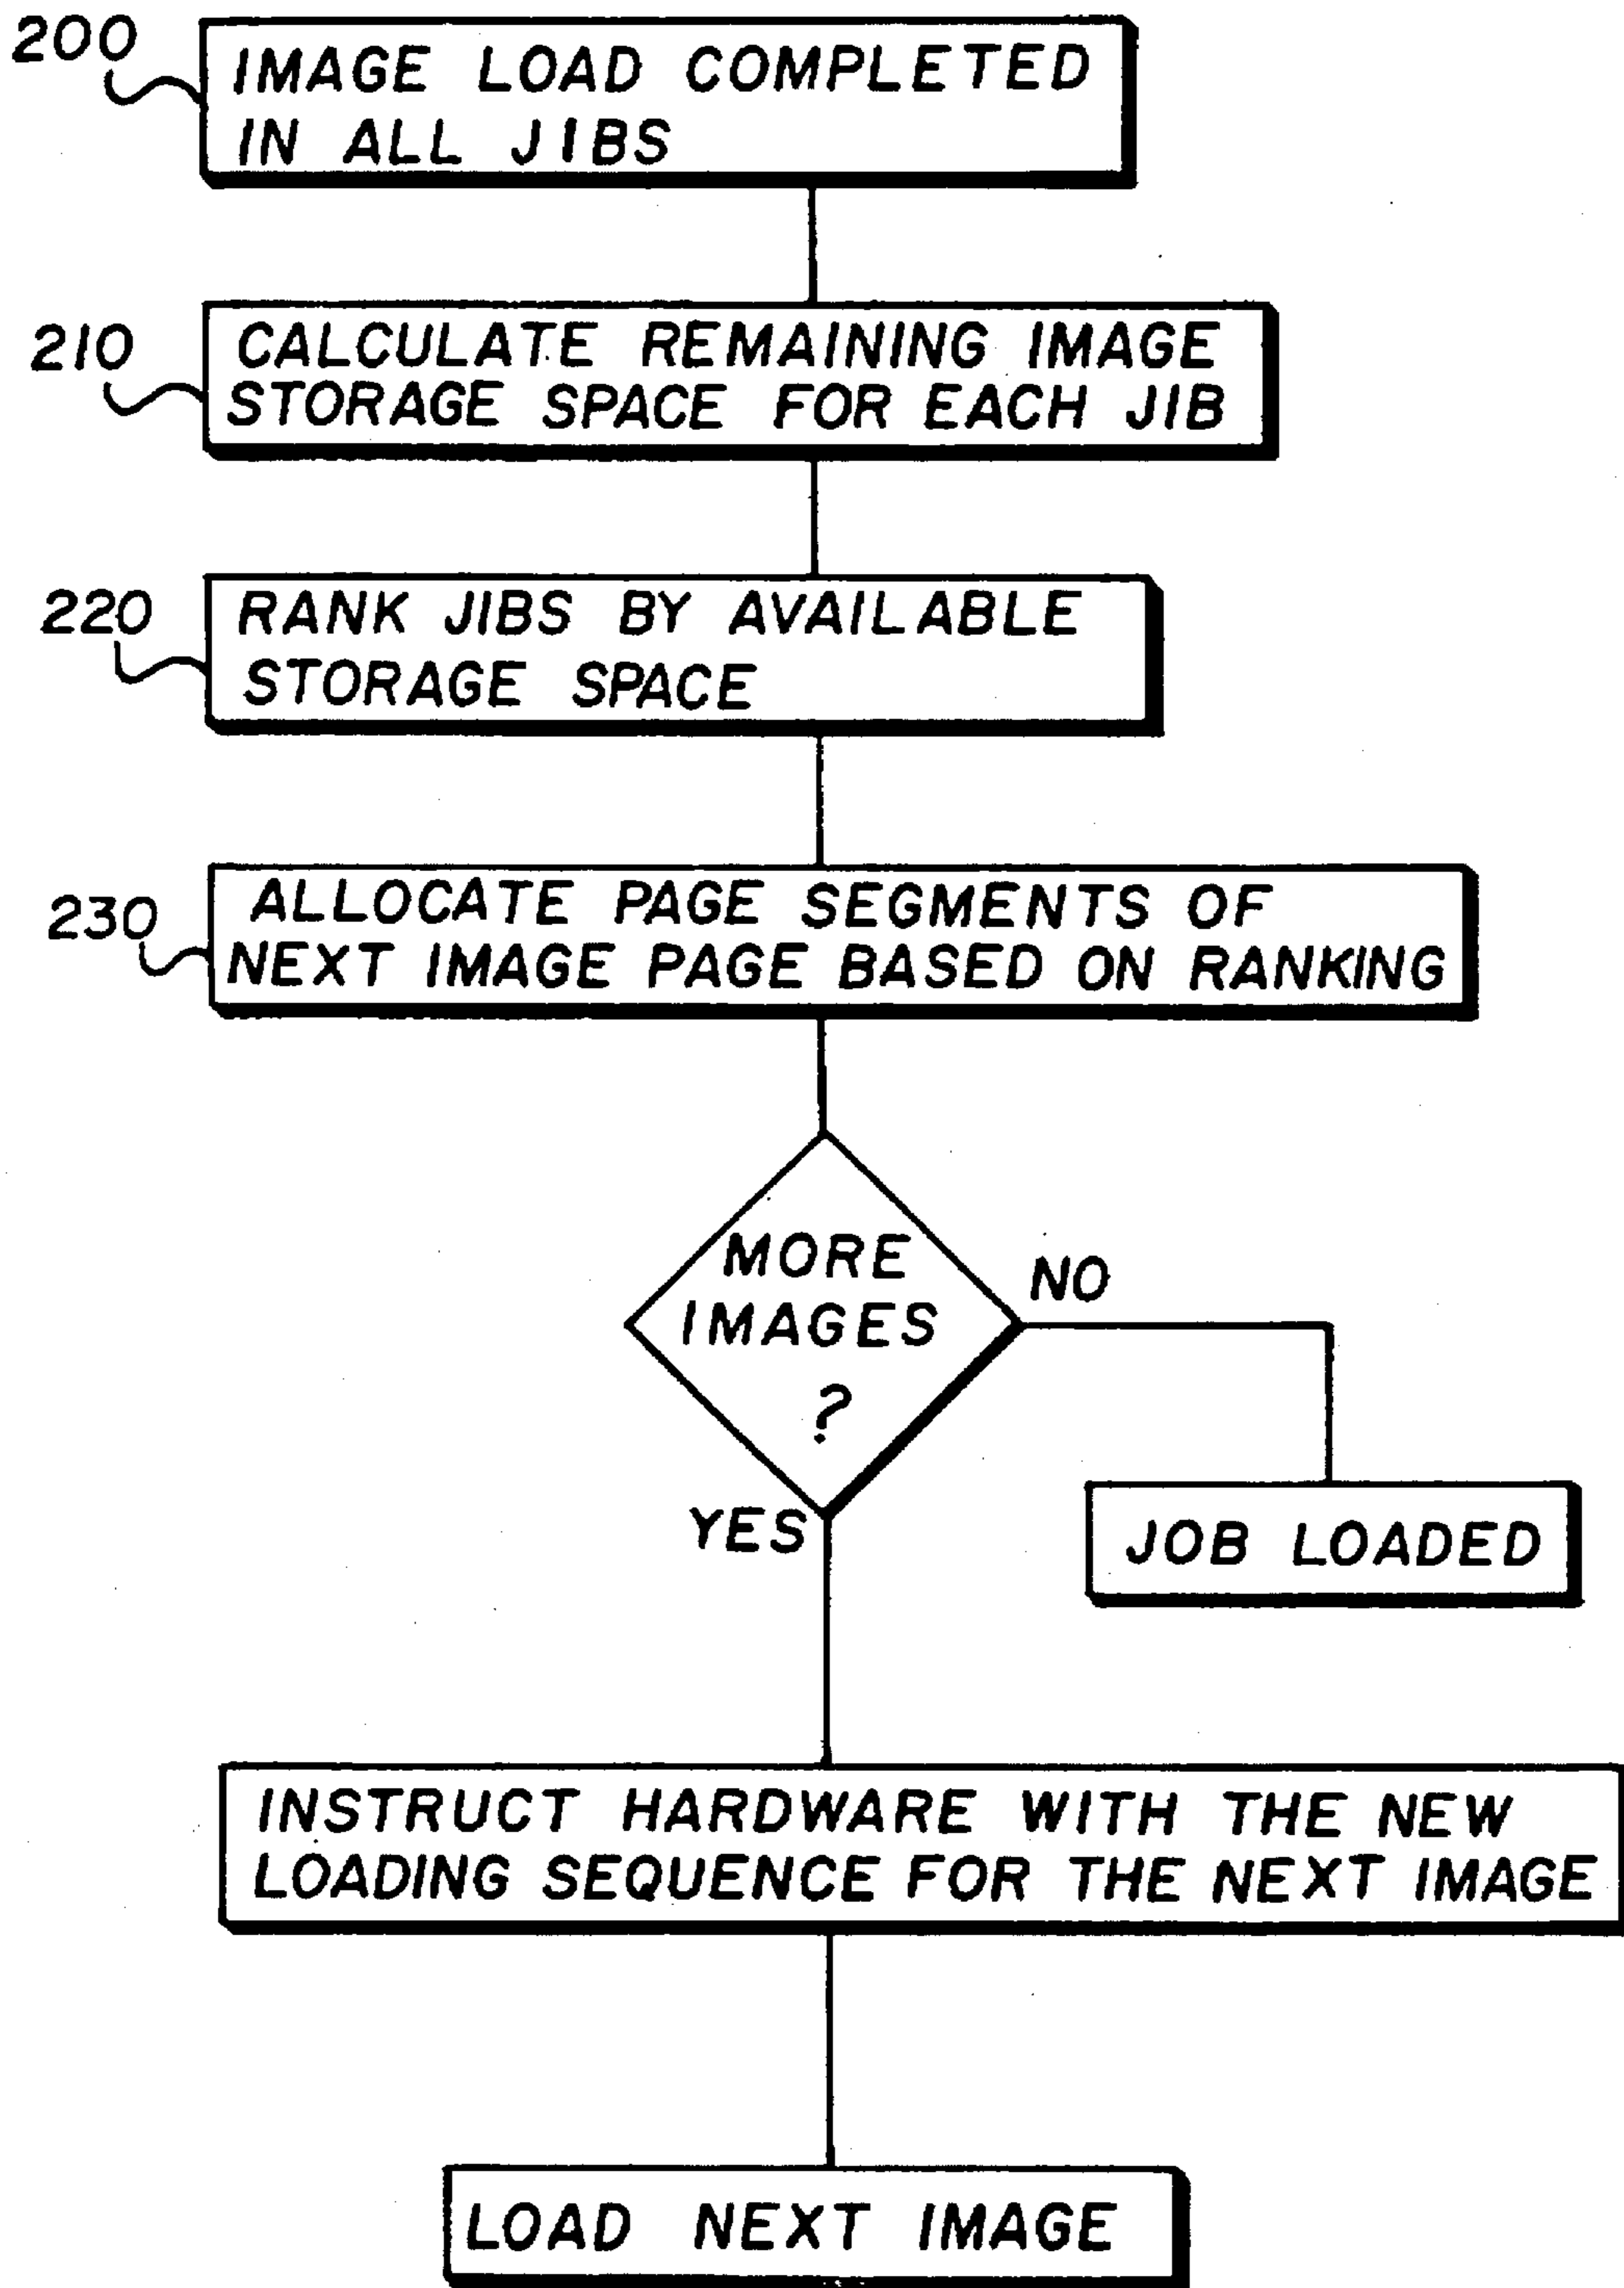 200
IMAGE LOAD COMPLETED
IN ALL JIBS
210
CALCULATE REMAINING IMAGE
STORAGE SPACE FOR EACH JIB
220
RANK JIBS BY AVAILABLE
STORAGE SPACE
230
ALLOCATE PAGE SEGMENTS OF
NEXT IMAGE PAGE BASED ON RANKING
MORE
IMAGES
?
NO
YES
JOB LOADED
INSTRUCT HARDWARE WITH THE NEW
LOADING SEQUENCE FOR THE NEXT IMAGE
LOAD NEXT IMAGE